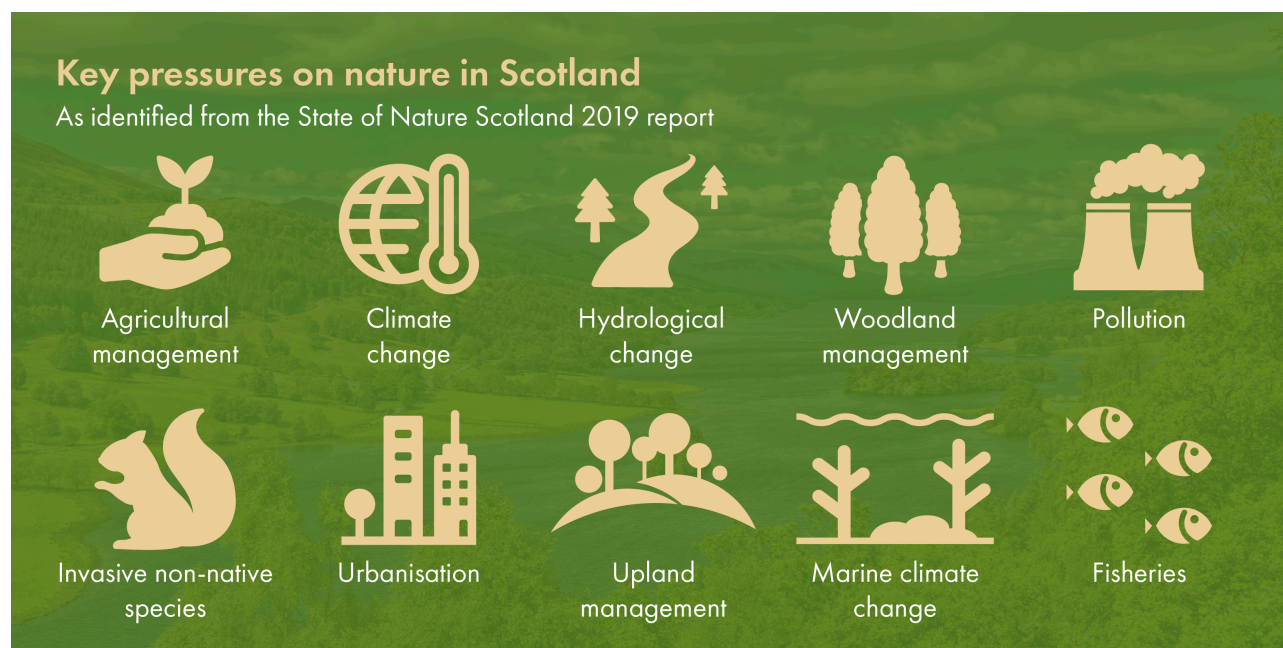 Key pressures on nature in Scotland
As identified from the State of Nature Scotland 2019 report
Agricultural
management
Climate
change
Hydrological
change
Woodland
management
Pollution
Invasive non-native
species
Urbanisation
Upland
management
Marine climate
change
Fisheries